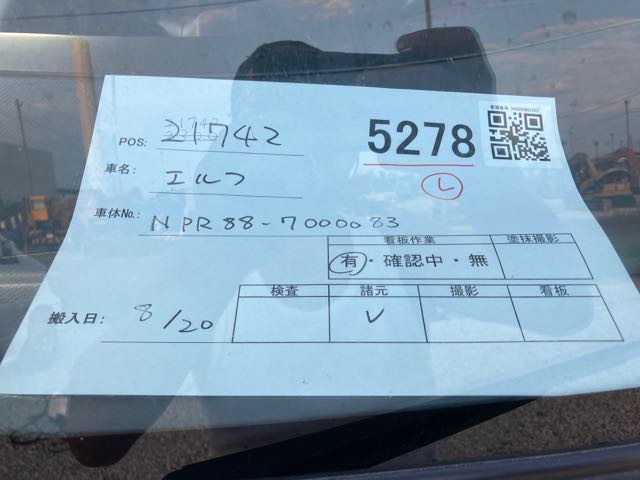 POS: 21742
5278
レ
車名: エルフ
車体No.: NPR88-7000083
看板作業 塗抹撮影
有・確認中・無
検査 諸元 撮影 看板
搬入日: 8/20 レ